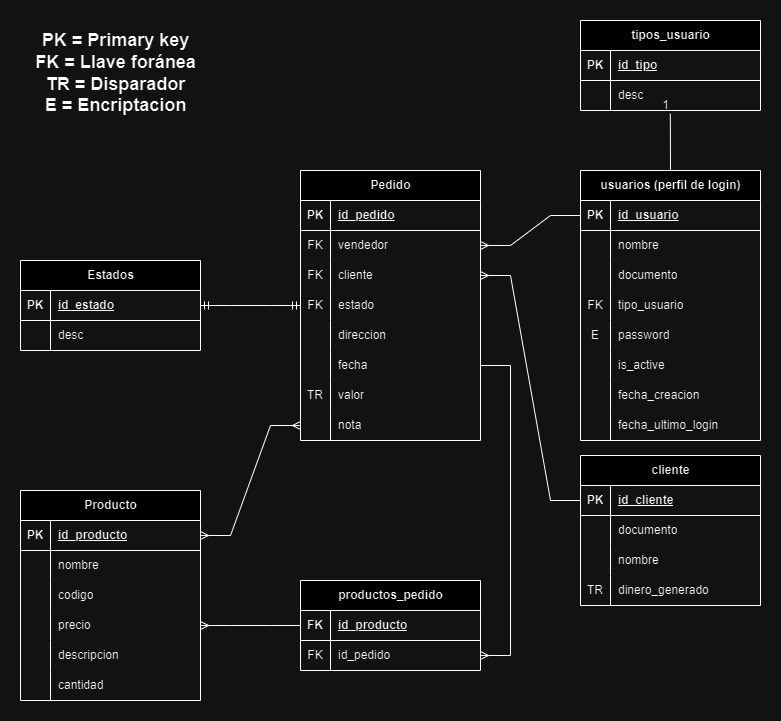 PK = Primary key
FK = Llave foránea
TR = Disparador
E = Encriptacion
tipos_usuario
PK id_tipo
desc
1
Pedido
PK id_pedido
FK vendedor
FK cliente
FK estado
direccion
fecha
TR valor
nota
usuarios (perfil de login)
PK id_usuario
nombre
documento
FK tipo_usuario
E password
is_active
fecha_creacion
fecha_ultimo_login
Estados
PK id_estado
desc
cliente
PK id_cliente
documento
nombre
TR dinero_generado
Producto
PK id_producto
nombre
codigo
precio
descripcion
cantidad
productos_pedido
FK id_producto
FK id_pedido